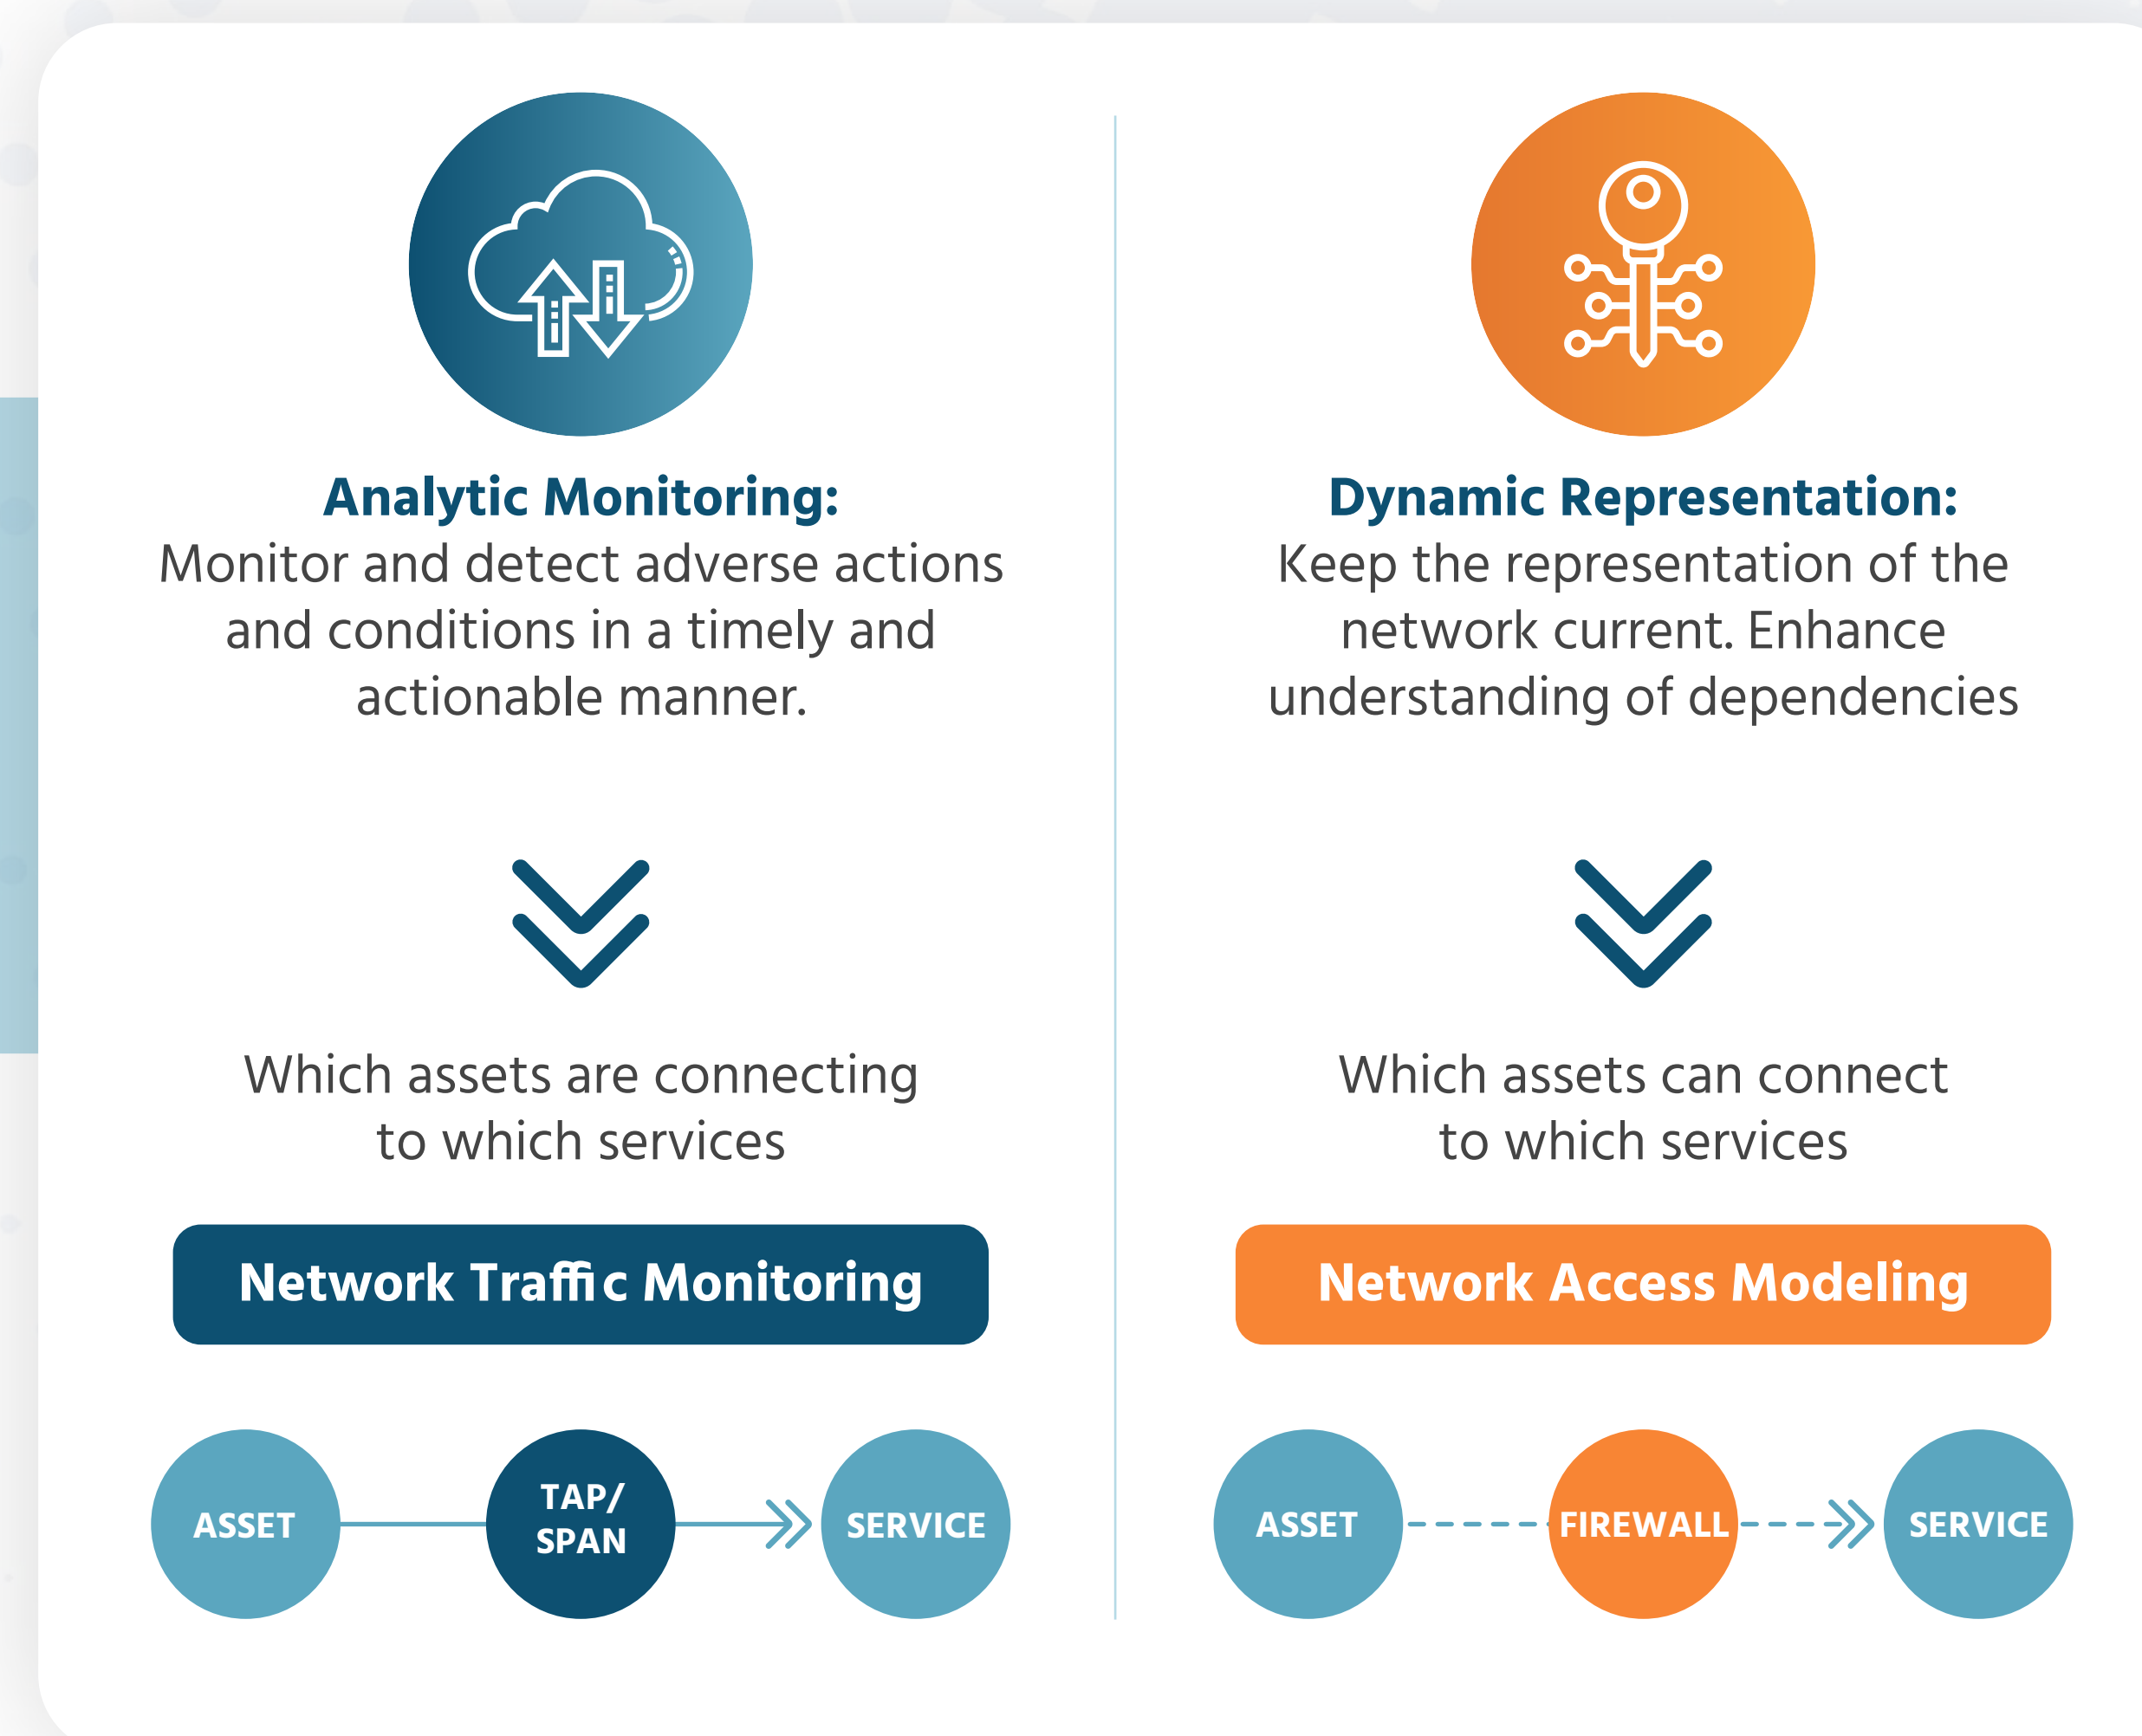 Analytic Monitoring:
Monitor and detect adverse actions
and conditions in a timely and
actionable manner.
Which assets are connecting
to which services
Network Traffic Monitoring
ASSET
TAP/
SPAN
SERVICE
Dynamic Representation:
Keep the representation of the
network current. Enhance
understanding of dependencies
Which assets can connect
to which services
Network Access Modeling
ASSET
FIREWALL
SERVICE